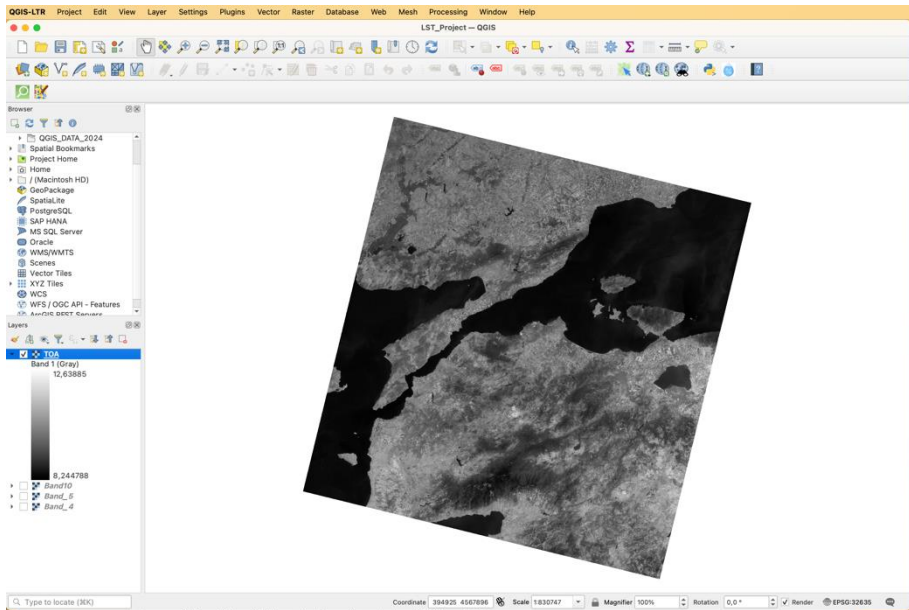 QGIS-LTR Project Edit View Layer Settings Plugins Vector Raster Database Web Mesh Processing Window Help
LST_Project — QGIS
Browser
QGIS_DATA_2024
Spatial Bookmarks
Project Home
Home
/ (Macintosh HD)
GeoPackage
SpatiaLite
PostgreSQL
SAP HANA
MS SQL Server
Oracle
WMS/WMTS
Scenes
Vector Tiles
XYZ Tiles
WCS
WFS / OGC API - Features
ArcGIS REST Servers
Layers
TOA
Band 1 (Gray)
12,63885
8,244788
Band10
Band_5
Band_4
Type to locate (⌘K) Coordinate 394925 4567896 Scale 1:830747 Magnifier 100% Rotation 0,0 ° Render EPSG:32635